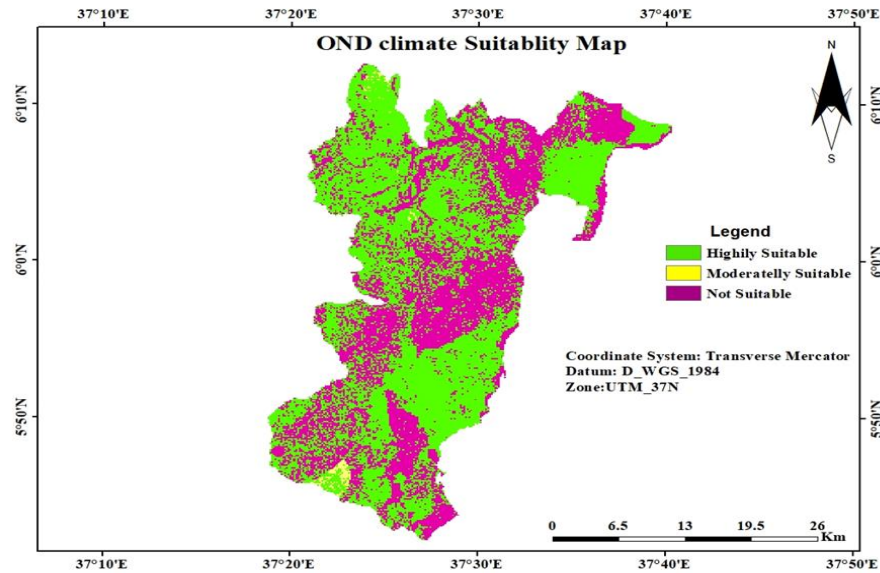 37°10'E 37°20'E 37°30'E 37°40'E 37°50'E
OND climate Suitablity Map
N
S
6°10'N 6°10'N
Legend
Highily Suitable
Moderatelly Suitable
Not Suitable
6°0'N 6°0'N
Coordinate System: Transverse Mercator
Datum: D_WGS_1984
Zone:UTM_37N
5°50'N 5°50'N
0 6.5 13 19.5 26
Km
37°10'E 37°20'E 37°30'E 37°40'E 37°50'E